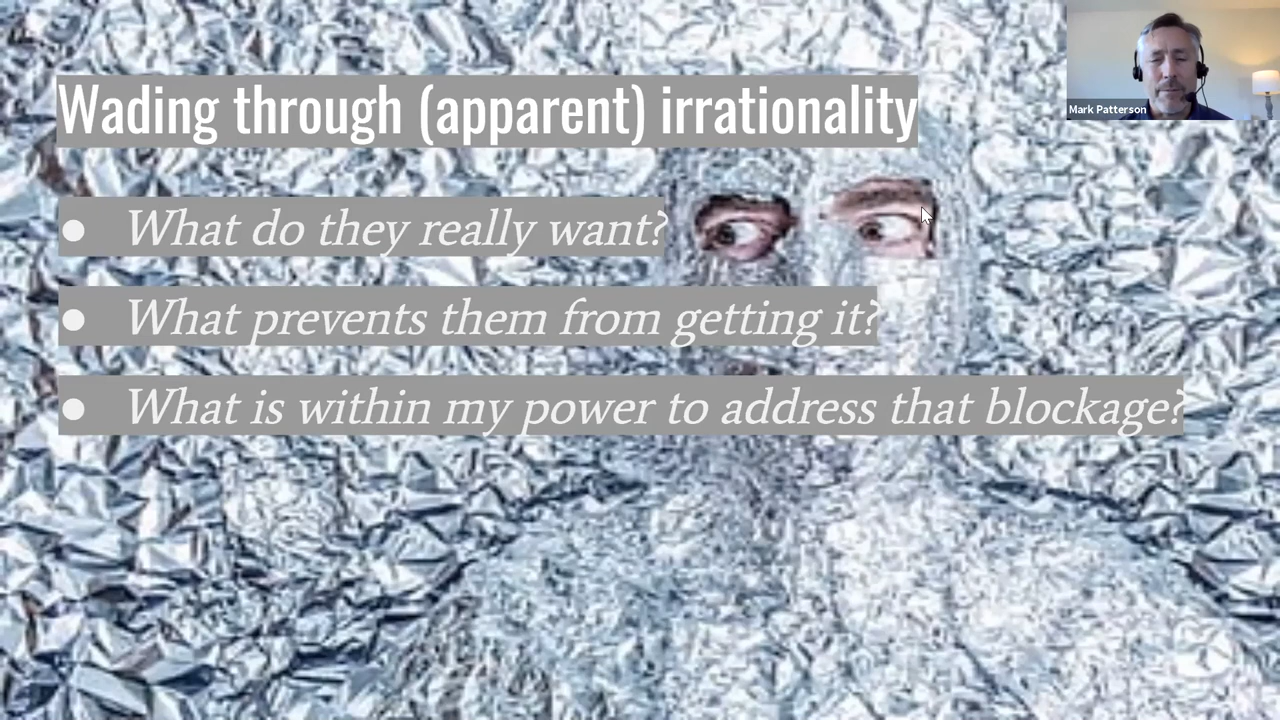 Wading through (apparent) irrationality
Mark Patterson
● What do they really want?
● What prevents them from getting it?
● What is within my power to address that blockage?